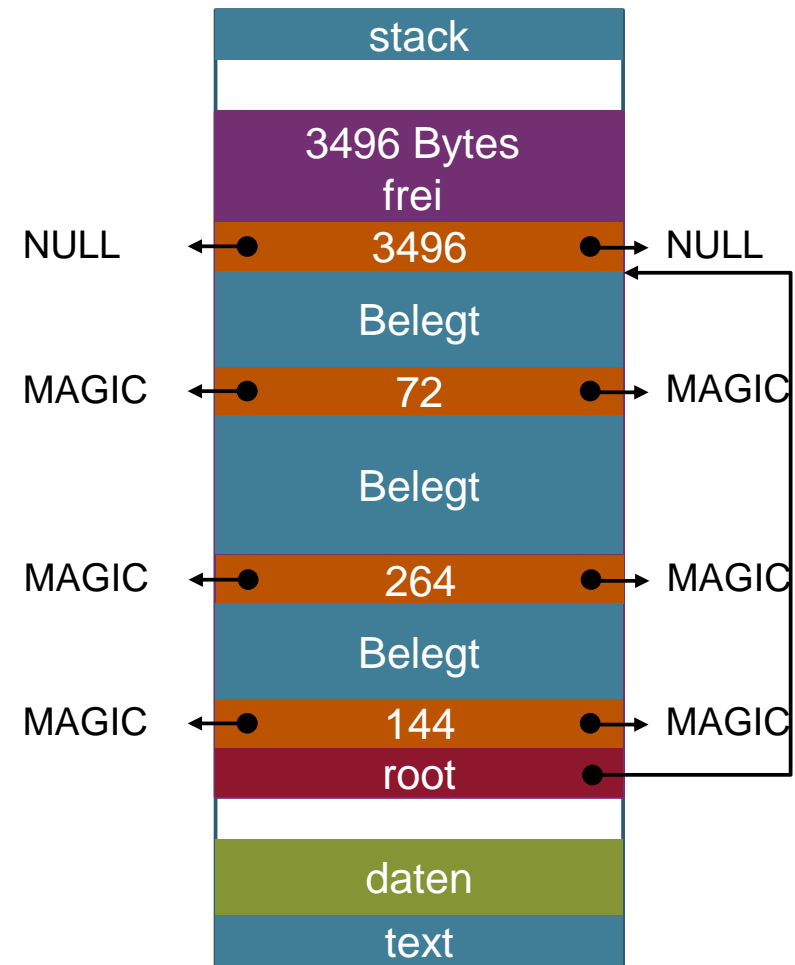 stack
3496 Bytes
frei
NULL 3496 NULL
Belegt
MAGIC 72 MAGIC
Belegt
MAGIC 264 MAGIC
Belegt
MAGIC 144 MAGIC
root
daten
text